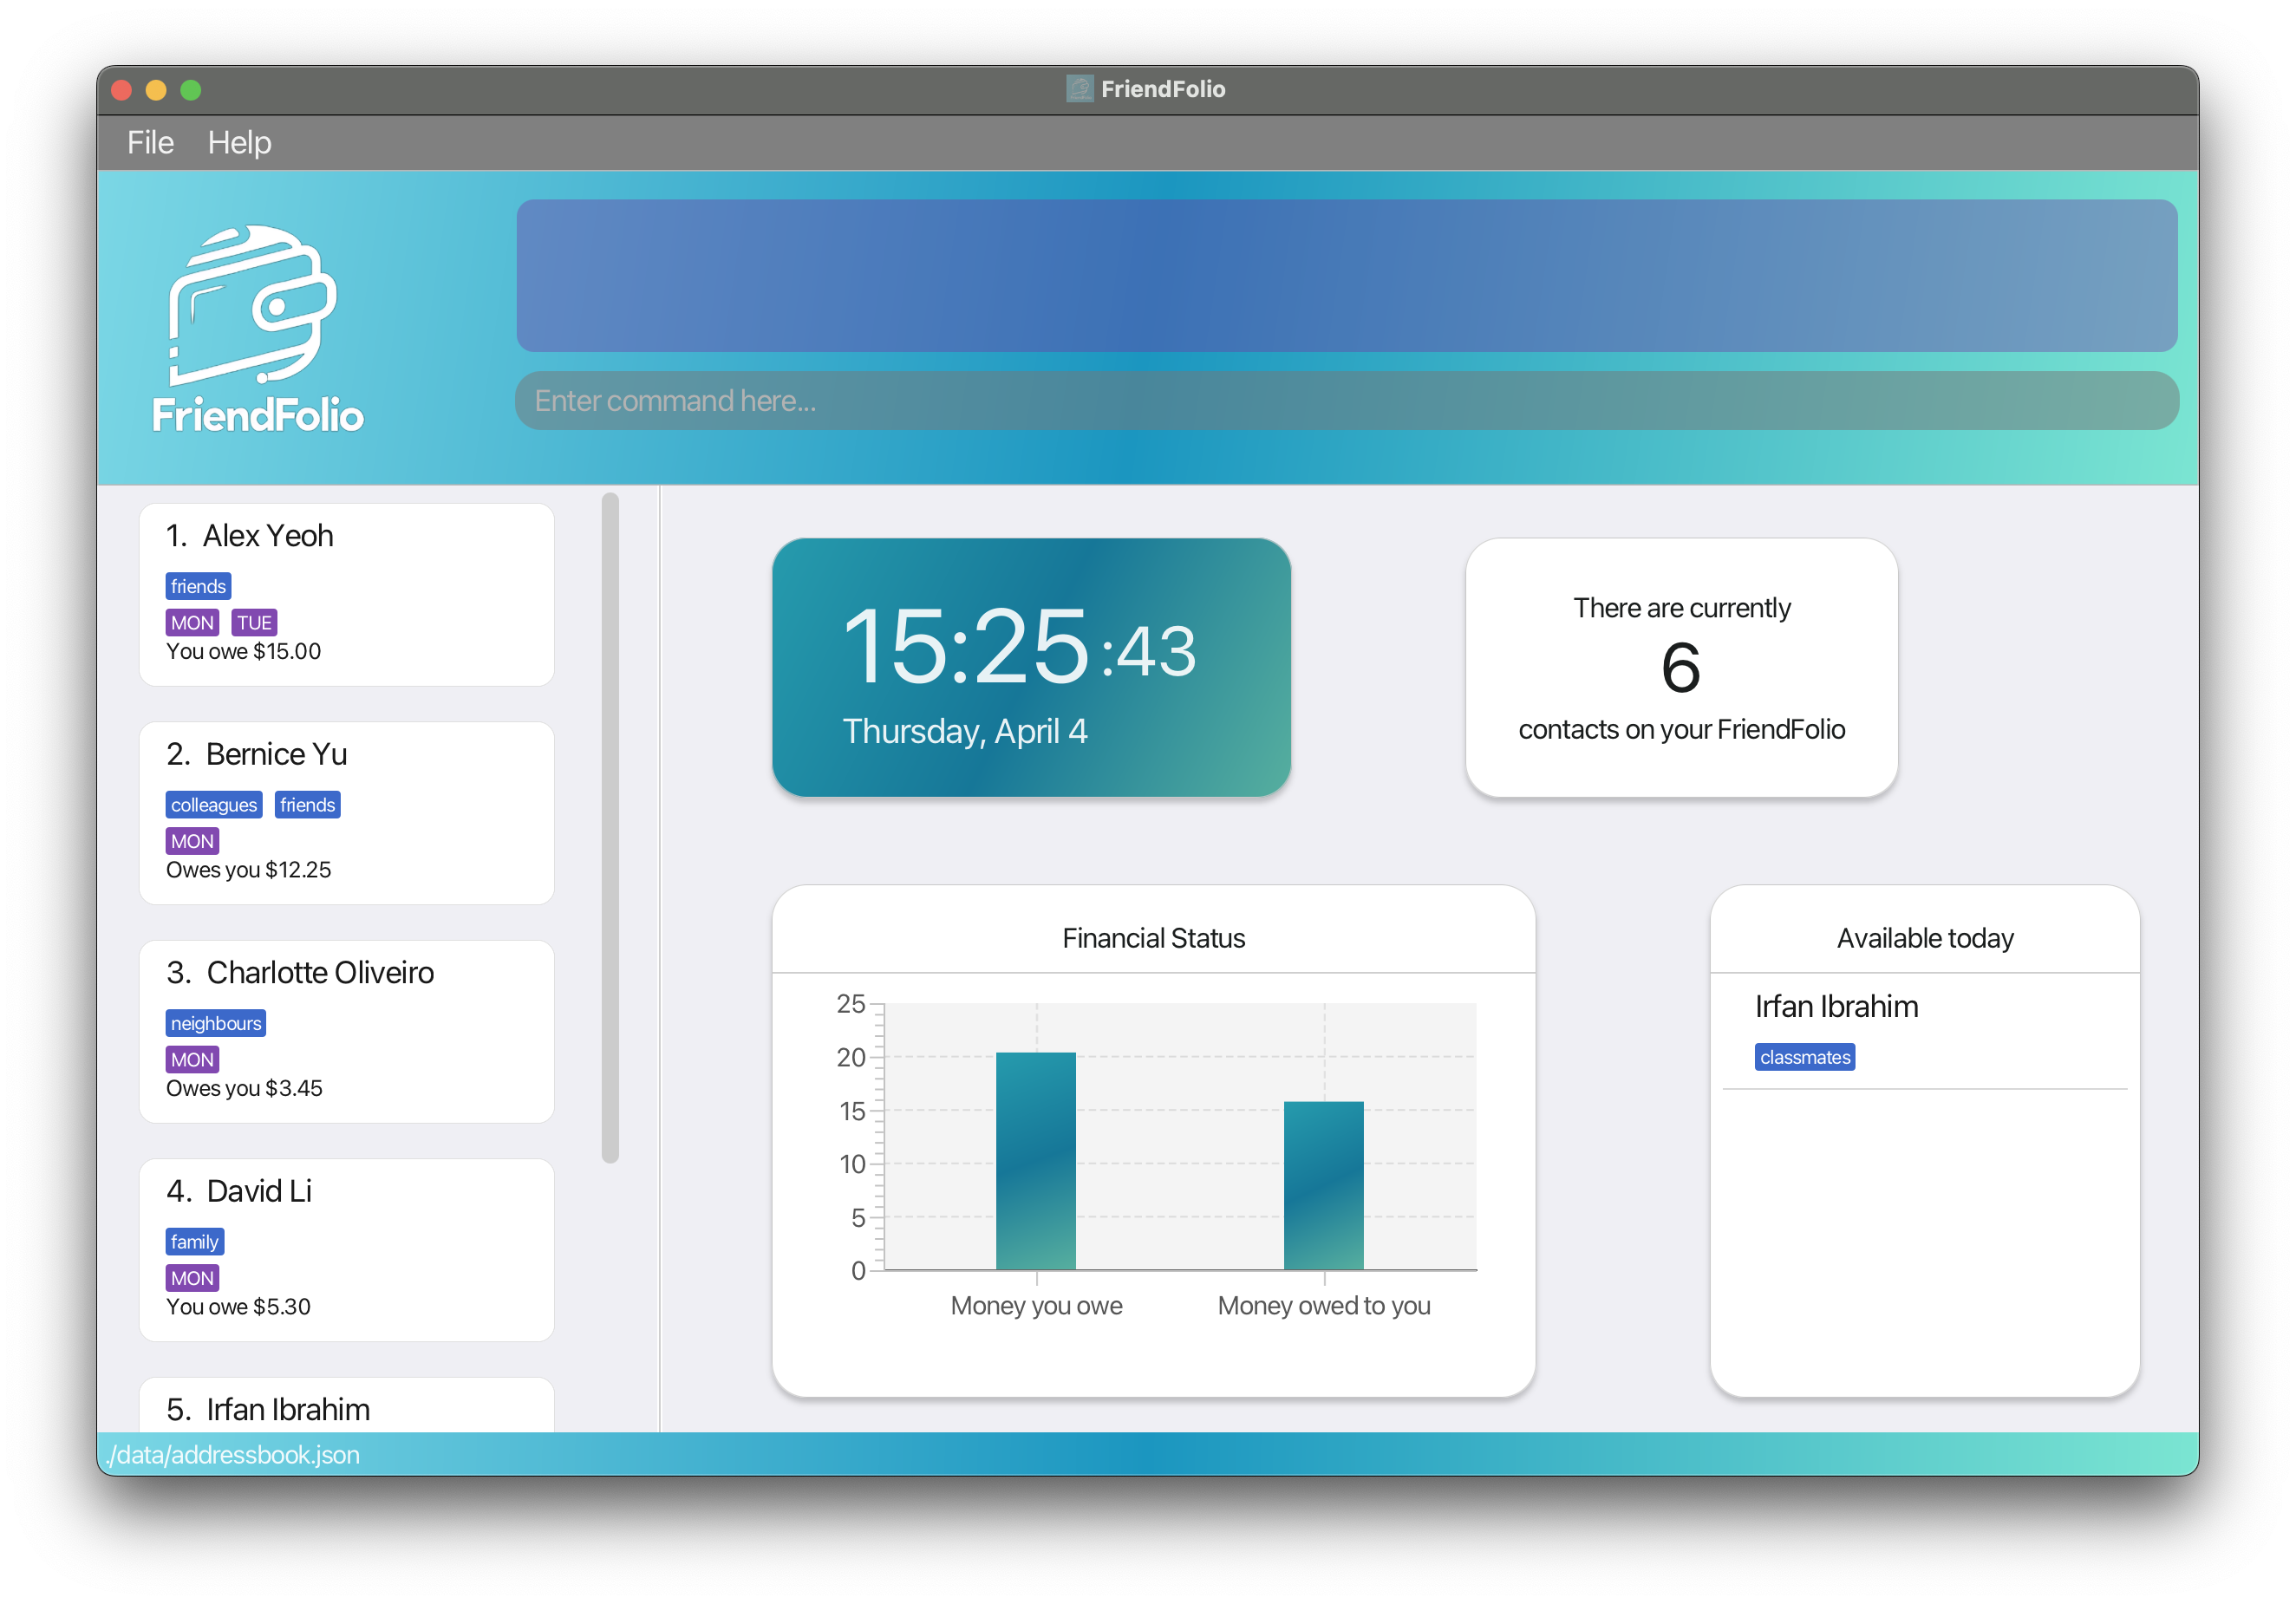 FriendFolio
File Help
FriendFolio
Enter command here...
1. Alex Yeoh
friends
MON TUE
You owe $15.00
2. Bernice Yu
colleagues friends
MON
Owes you $12.25
3. Charlotte Oliveiro
neighbours
MON
Owes you $3.45
4. David Li
family
MON
You owe $5.30
5. Irfan Ibrahim
15:25:43
Thursday, April 4
There are currently
6
contacts on your FriendFolio
Financial Status
25
20
15
10
5
0
Money you owe Money owed to you
Available today
Irfan Ibrahim
classmates
./data/addressbook.json